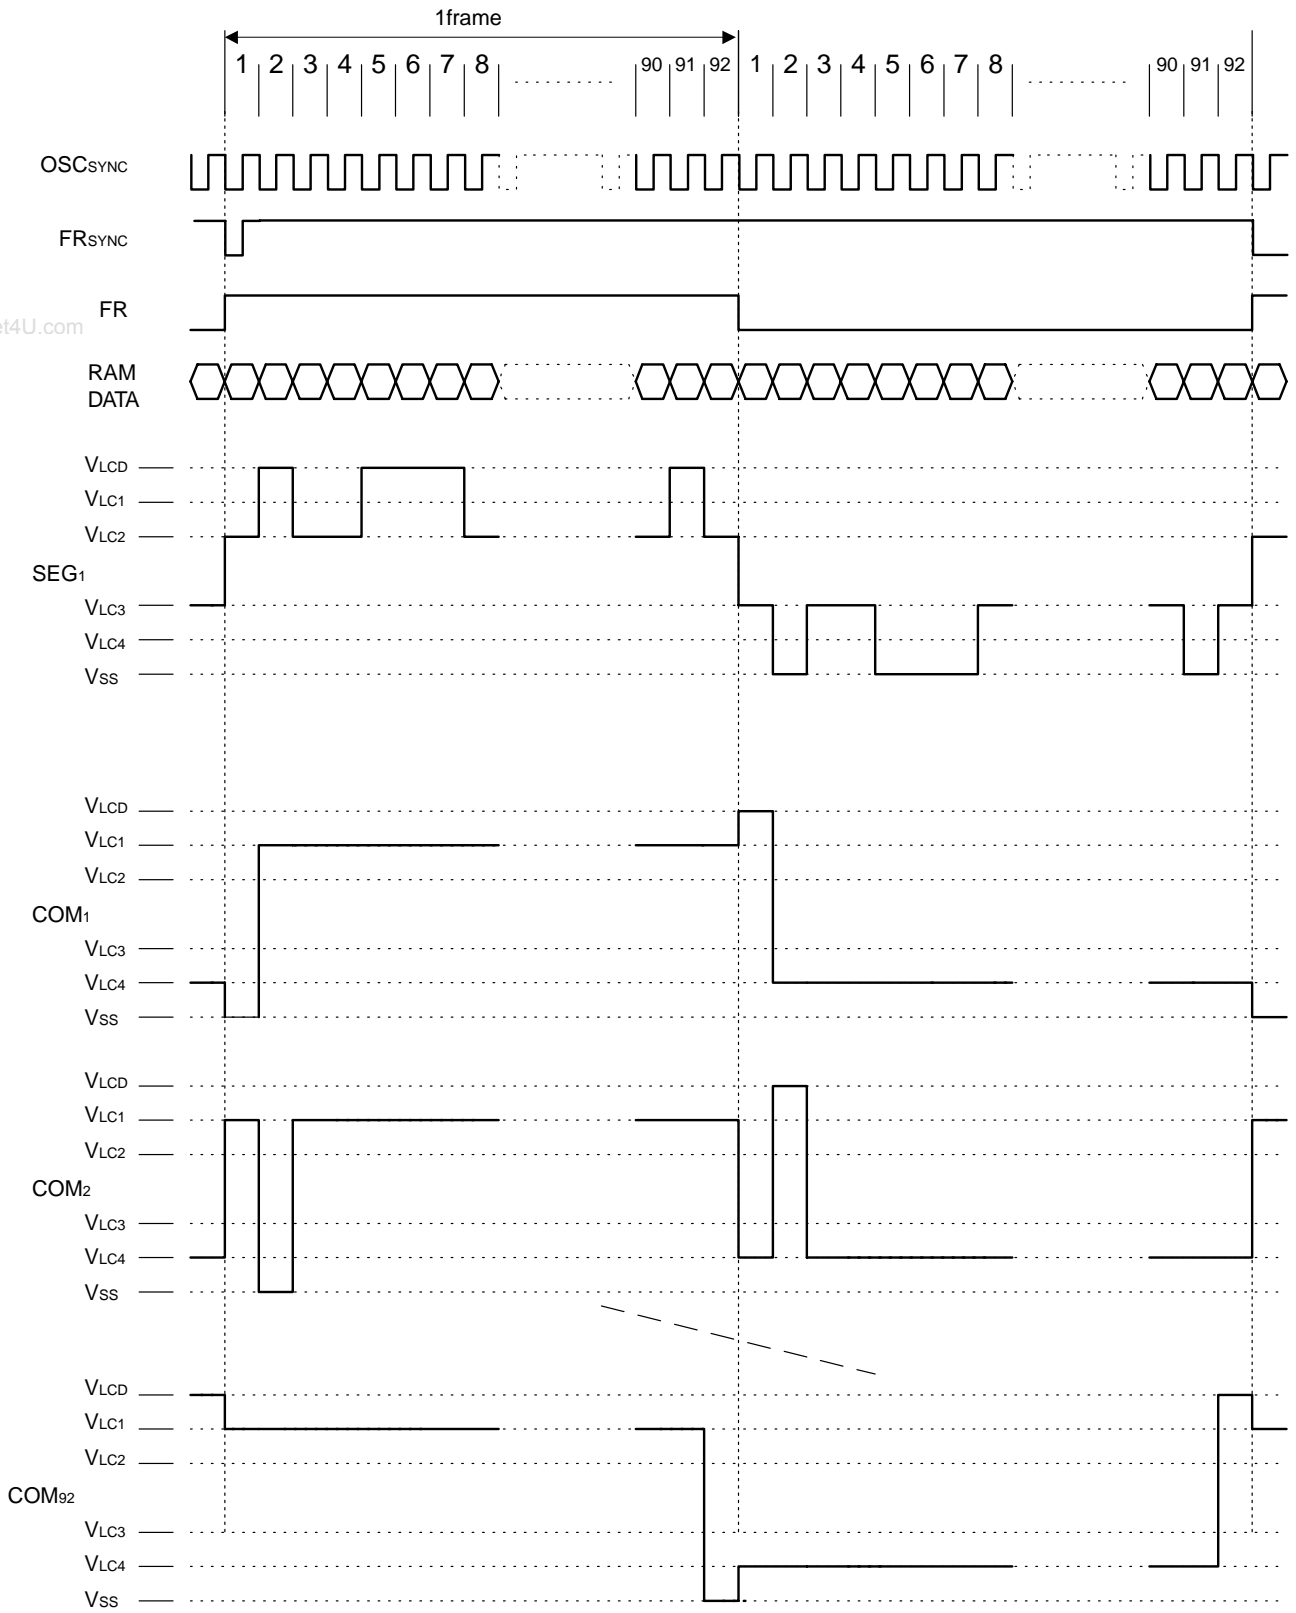 1frame
1 2 3 4 5 6 7 8 90 91 92 1 2 3 4 5 6 7 8 90 91 92
OSCSYNC
FRSYNC
FR
et4U.com
RAM
DATA
VLCD
VLC1
VLC2
SEG1
VLC3
VLC4
VSS
VLCD
VLC1
VLC2
COM1
VLC3
VLC4
VSS
VLCD
VLC1
VLC2
COM2
VLC3
VLC4
VSS
VLCD
VLC1
VLC2
COM92
VLC3
VLC4
VSS